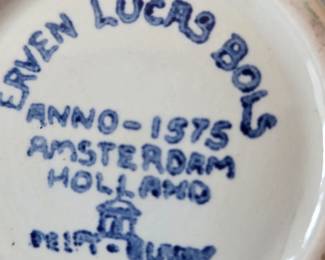 ERVEN LUCAS BOLS
ANNO-1575
AMSTERDAM
HOLLAND